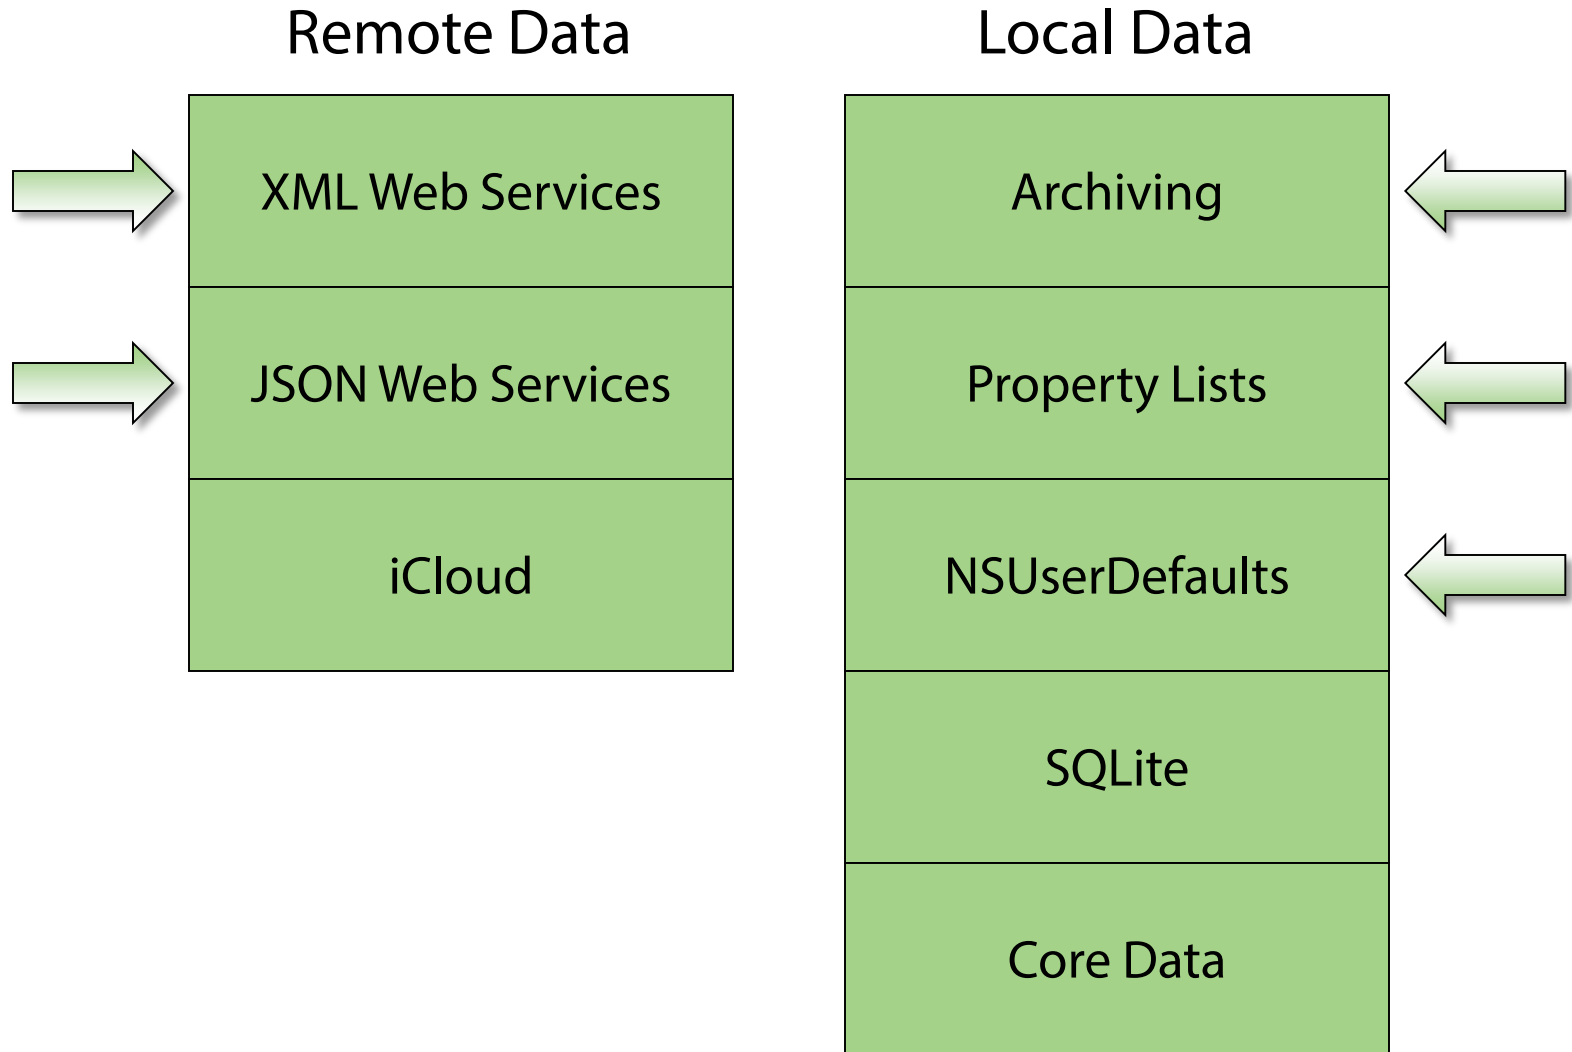 Remote Data
XML Web Services
JSON Web Services
iCloud
Local Data
Archiving
Property Lists
NSUserDefaults
SQLite
Core Data